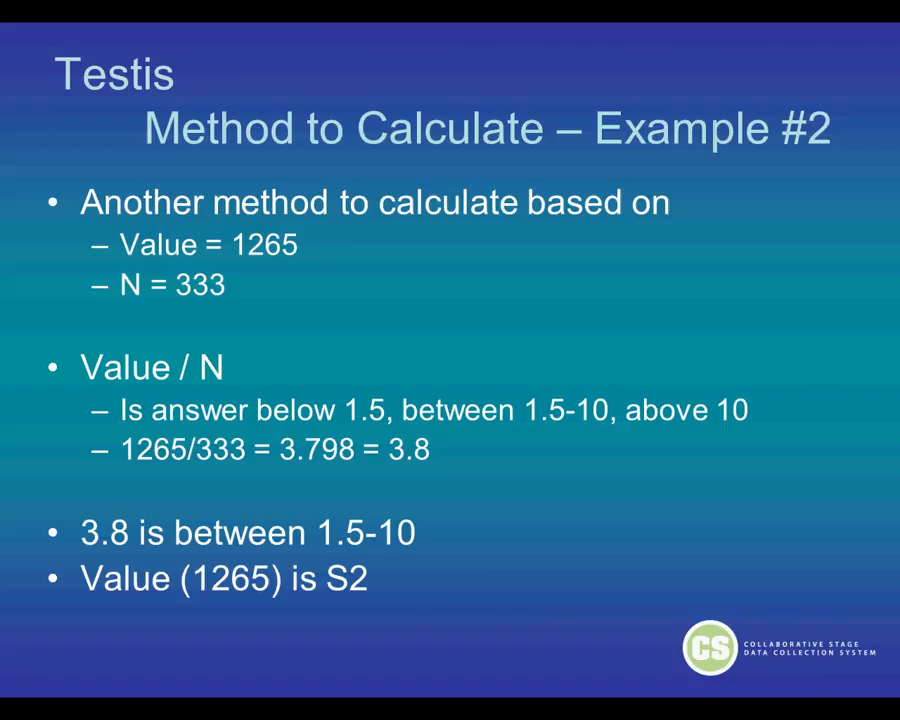 Testis
Method to Calculate – Example #2
• Another method to calculate based on
– Value = 1265
– N = 333
• Value / N
– Is answer below 1.5, between 1.5-10, above 10
– 1265/333 = 3.798 = 3.8
• 3.8 is between 1.5-10
• Value (1265) is S2
CS
COLLABORATIVE STAGE
DATA COLLECTION SYSTEM